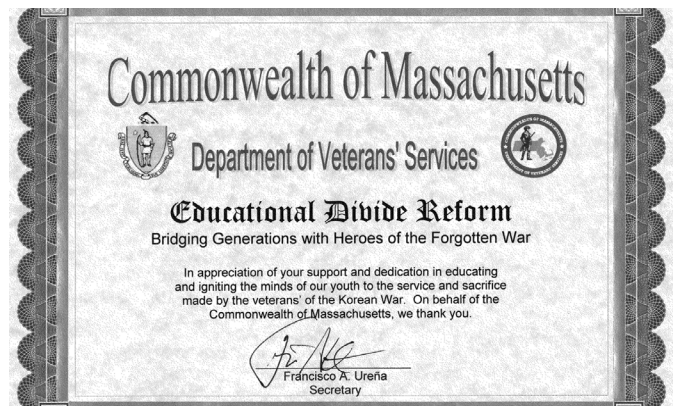 Commonwealth of Massachusetts
Department of Veterans' Services
Educational Divide Reform
Bridging Generations with Heroes of the Forgotten War
In appreciation of your support and dedication in educating
and igniting the minds of our youth to the service and sacrifice
made by the veterans' of the Korean War. On behalf of the
Commonwealth of Massachusetts, we thank you.
Francisco A. Ureña
Secretary